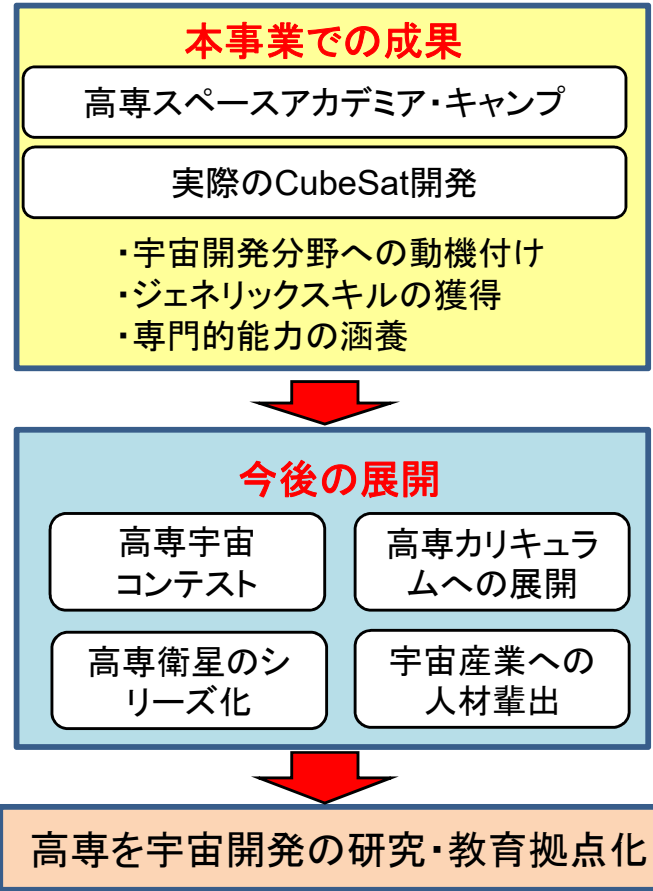 本事業での成果
高専スペースアカデミア・キャンプ
実際のCubeSat開発
・宇宙開発分野への動機付け
・ジェネリックスキルの獲得
・専門的能力の涵養
今後の展開
高専宇宙
コンテスト
高専カリキュラ
ムへの展開
高専衛星のシ
リーズ化
宇宙産業への
人材輩出
高専を宇宙開発の研究・教育拠点化